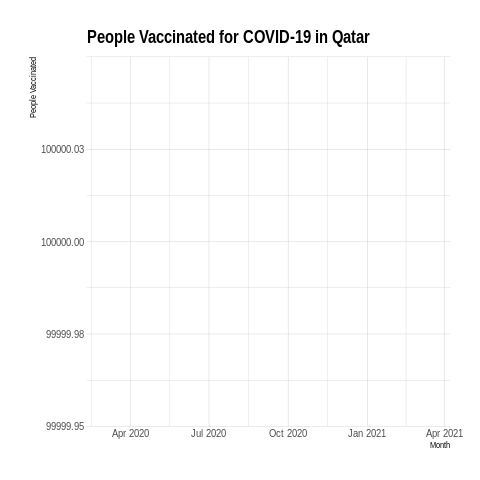 People Vaccinated for COVID-19 in Qatar
People Vaccinated
100000.03
100000.00
99999.98
99999.95
Apr 2020 Jul 2020 Oct 2020 Jan 2021 Apr 2021
Month